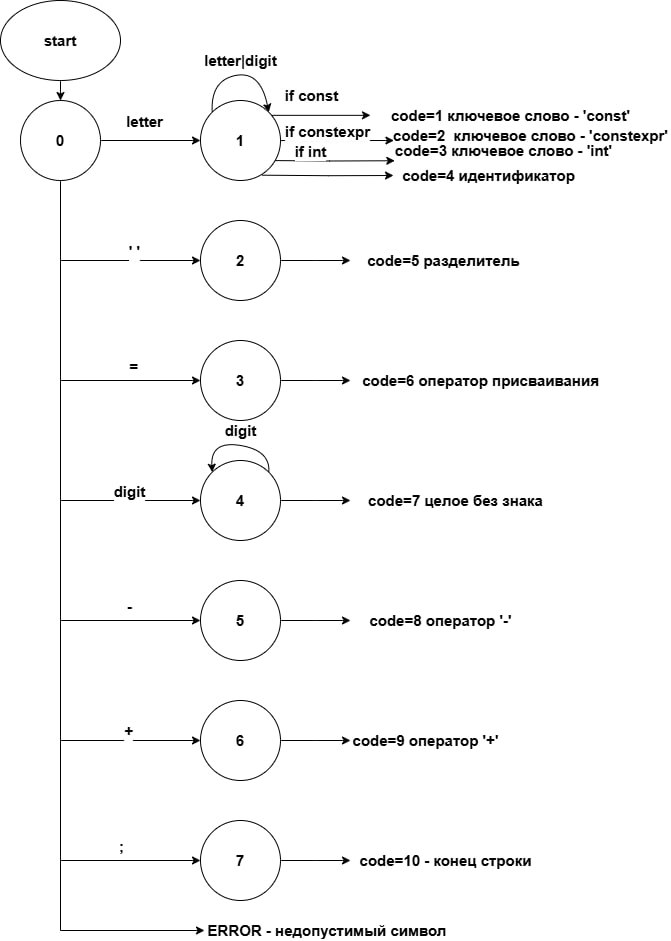 start
letter|digit
if const
code=1 ключевое слово - 'const'
0
letter
1
if constexpr
code=2 ключевое слово - 'constexpr'
if int
code=3 ключевое слово - 'int'
code=4 идентификатор
' '
2
code=5 разделитель
=
3
code=6 оператор присваивания
digit
digit
4
code=7 целое без знака
-
5
code=8 оператор '-'
+
6
code=9 оператор '+'
;
7
code=10 - конец строки
ERROR - недопустимый символ